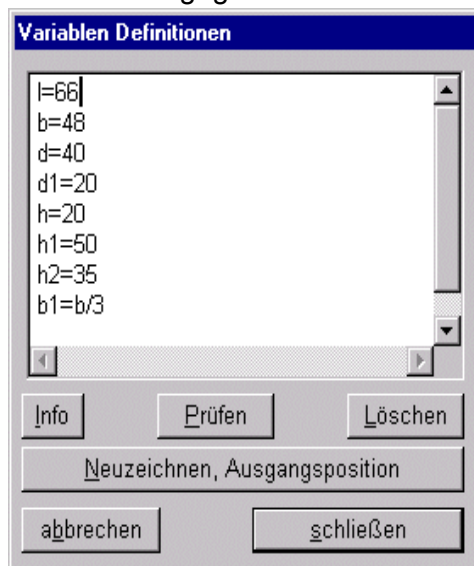 Variablen Definitionen
l=66
b=48
d=40
d1=20
h=20
h1=50
h2=35
b1=b/3
Info Prüfen Löschen
Neuzeichnen, Ausgangsposition
abbrechen schließen